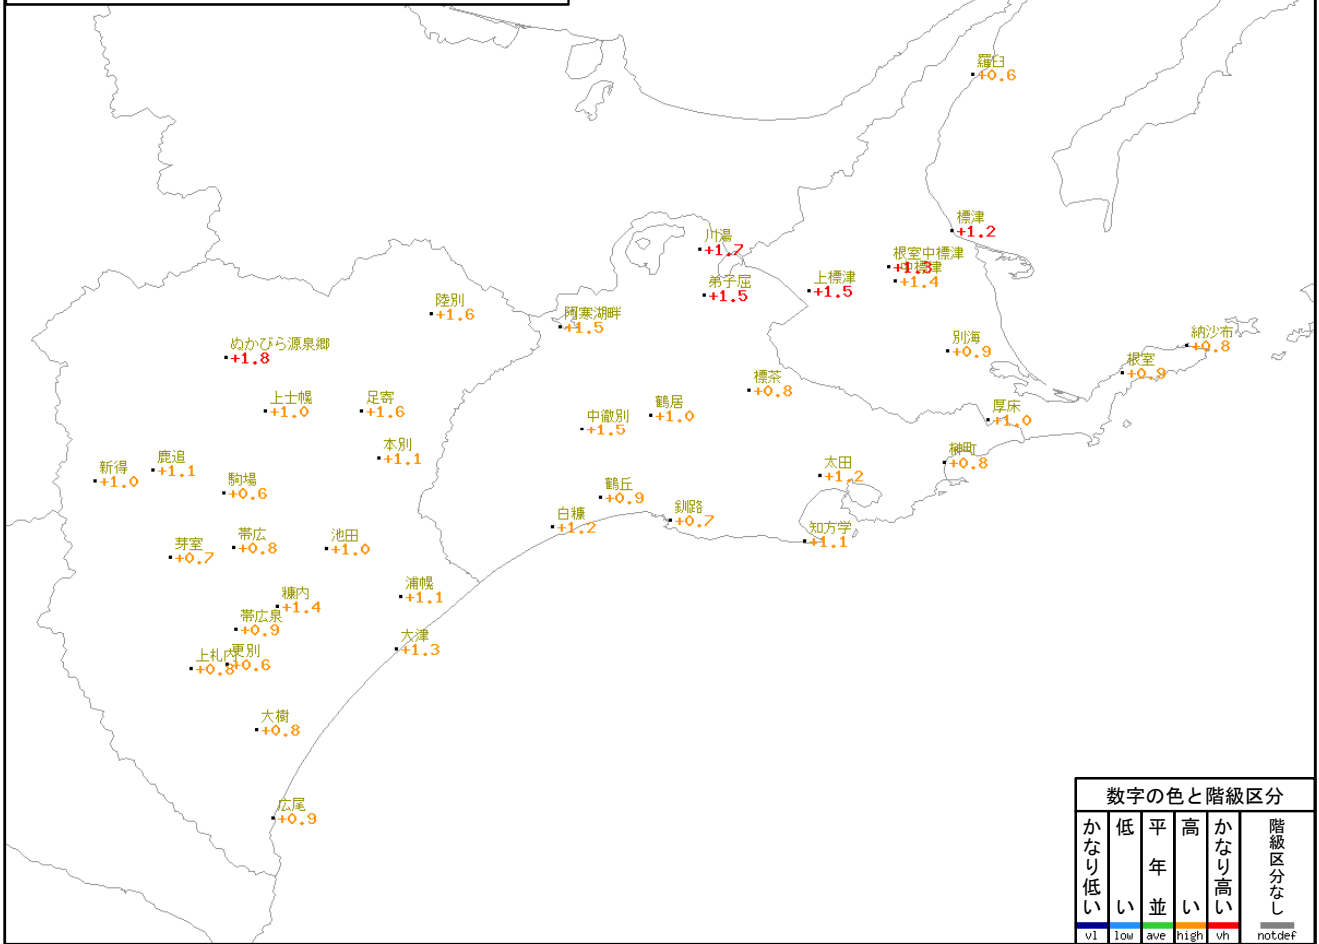 羅臼
+0.6
標津
+1.2
川湯
+1.7
根室中標津
+1.3
中標津
+1.4
弟子屈
+1.5
上標津
+1.5
陸別
+1.6
阿寒湖畔
+1.5
ぬかびら源泉郷
+1.8
納沙布
+0.8
別海
+0.9
根室
+0.9
標茶
+0.8
上士幌
+1.0
足寄
+1.6
鶴居
+1.0
厚床
+1.0
中徹別
+1.5
本別
+1.1
榊町
+0.8
鹿追
+1.1
新得
+1.0
太田
+1.2
駒場
+0.6
鶴丘
+0.9
釧路
+0.7
白糠
+1.2
知方学
+1.1
帯広
+0.8
池田
+1.0
芽室
+0.7
浦幌
+1.1
糠内
+1.4
帯広泉
+0.9
大津
+1.3
更別
+0.6
上札内
+0.8
大樹
+0.8
広尾
+0.9
数字の色と階級区分
かなり低い
低い
平年並
高い
かなり高い
階級区分なし
vl low ave high vh notdef